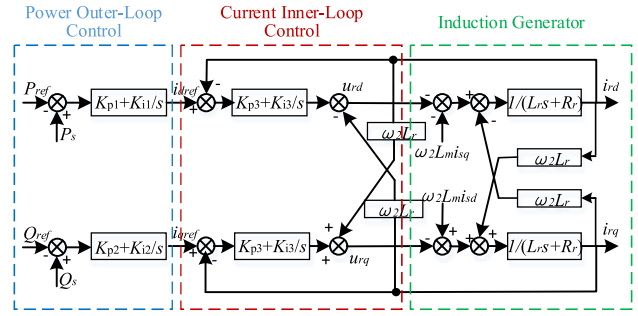 Power Outer-Loop
Control
Current Inner-Loop
Control
Induction Generator
Pref
-
+
Ps
Kp1+Ki1/s
idref
-
+
Kp3+Ki3/s
urd
-
-
ω2Lmisq
+
-
1/(Lrs+Rr)
ird
ω2Lr
ω2Lr
ω2Lr
ω2Lr
ω2Lmisd
Qref
-
+
Qs
Kp2+Ki2/s
iqref
+
-
Kp3+Ki3/s
+
+
urq
-
+
+
+
1/(Lrs+Rr)
irq